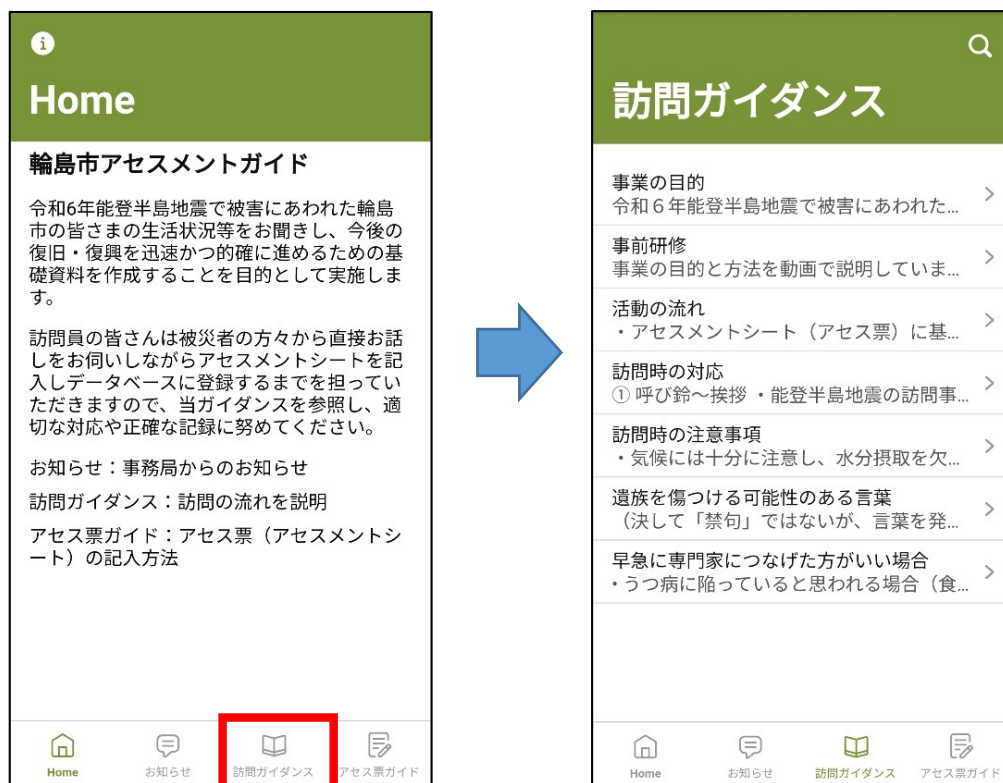 Home
輪島市アセスメントガイド
令和6年能登半島地震で被害にあわれた輪島
市の皆さまの生活状況等をお聞きし、今後の
復旧・復興を迅速かつ的確に進めるための基
礎資料を作成することを目的として実施しま
す。
訪問員の皆さんは被災者の方々から直接お話
しをお伺いしながらアセスメントシートを記
入しデータベースに登録するまでを担ってい
ただきますので、当ガイダンスを参照し、適
切な対応や正確な記録に努めてください。
お知らせ：事務局からのお知らせ
訪問ガイダンス：訪問の流れを説明
アセス票ガイド：アセス票（アセスメントシ
ート）の記入方法
Home
お知らせ
訪問ガイダンス
アセス票ガイド
訪問ガイダンス
事業の目的
令和６年能登半島地震で被害にあわれた...
事前研修
事業の目的と方法を動画で説明していま...
活動の流れ
・アセスメントシート（アセス票）に基...
訪問時の対応
① 呼び鈴～挨拶 ・能登半島地震の訪問事...
訪問時の注意事項
・気候には十分に注意し、水分摂取を欠...
遺族を傷つける可能性のある言葉
（決して「禁句」ではないが、言葉を発...
早急に専門家につなげた方がいい場合
・うつ病に陥っていると思われる場合（食...
Home
お知らせ
訪問ガイダンス
アセス票ガイド